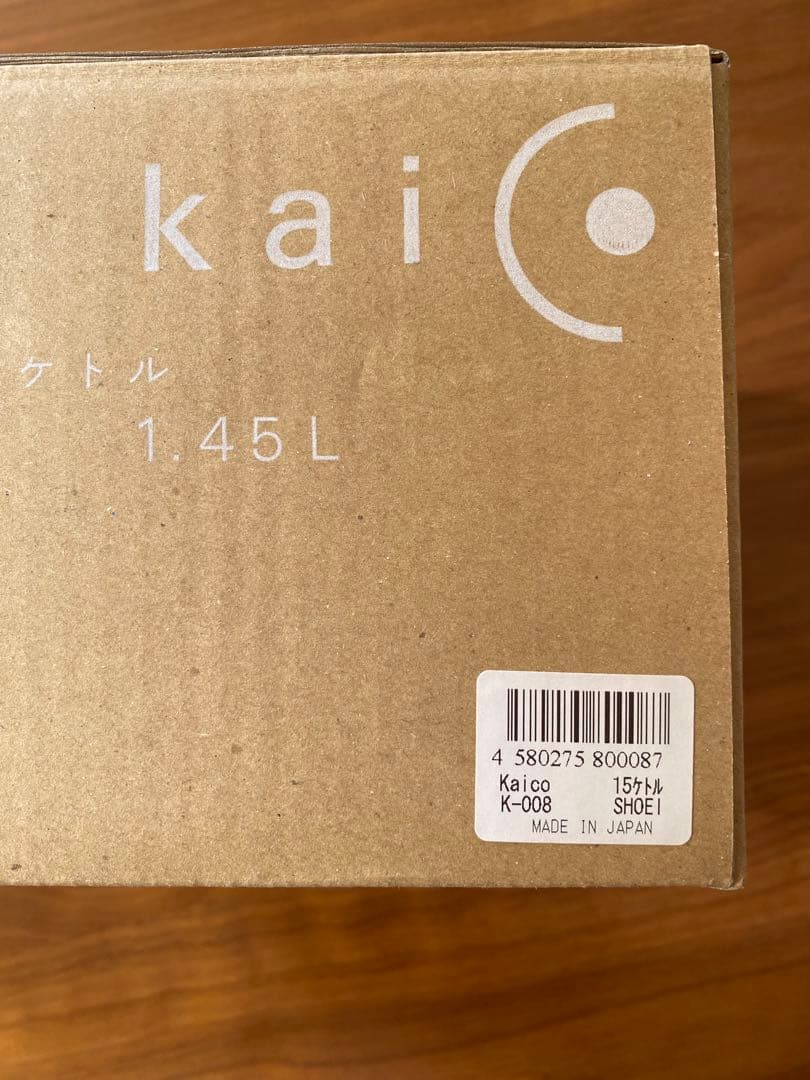 kaico
ケトル
1.45L
4 580275 800087
Kaico 15ｹﾄﾙ
K-008 SHOEI
MADE IN JAPAN